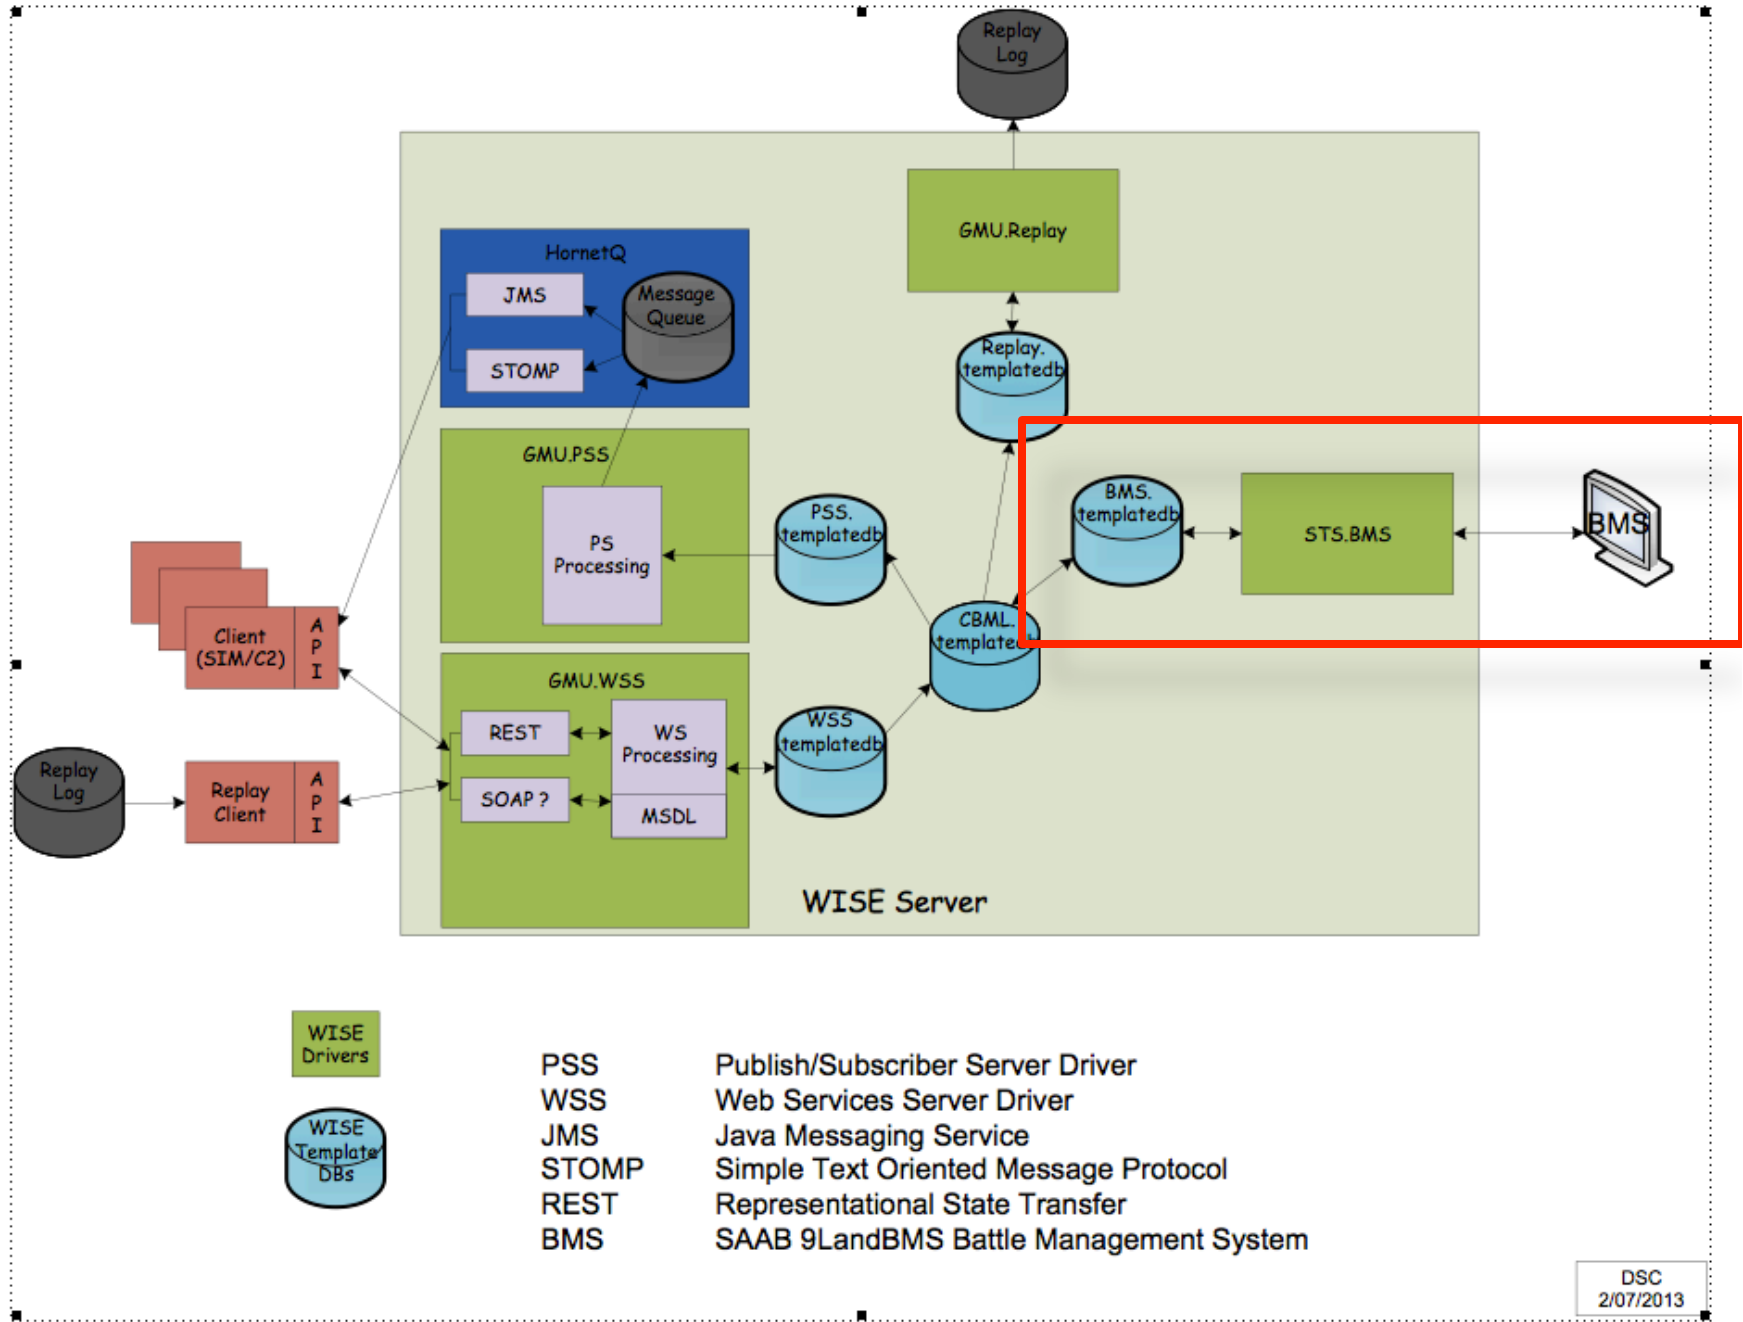 Replay
Log
GMU.Replay
HornetQ
JMS
Message
Queue
STOMP
Replay.
templatedb
GMU.PSS
PS
Processing
PSS.
templatedb
BMS.
templatedb
STS.BMS
BMS
CBML.
templatedb
Client
(SIM/C2)
A
P
I
GMU.WSS
REST
WS
Processing
SOAP ?
MSDL
WSS
templatedb
Replay
Log
Replay
Client
A
P
I
WISE Server
WISE
Drivers
WISE
Template
DBs
PSS Publish/Subscriber Server Driver
WSS Web Services Server Driver
JMS Java Messaging Service
STOMP Simple Text Oriented Message Protocol
REST Representational State Transfer
BMS SAAB 9LandBMS Battle Management System
DSC
2/07/2013